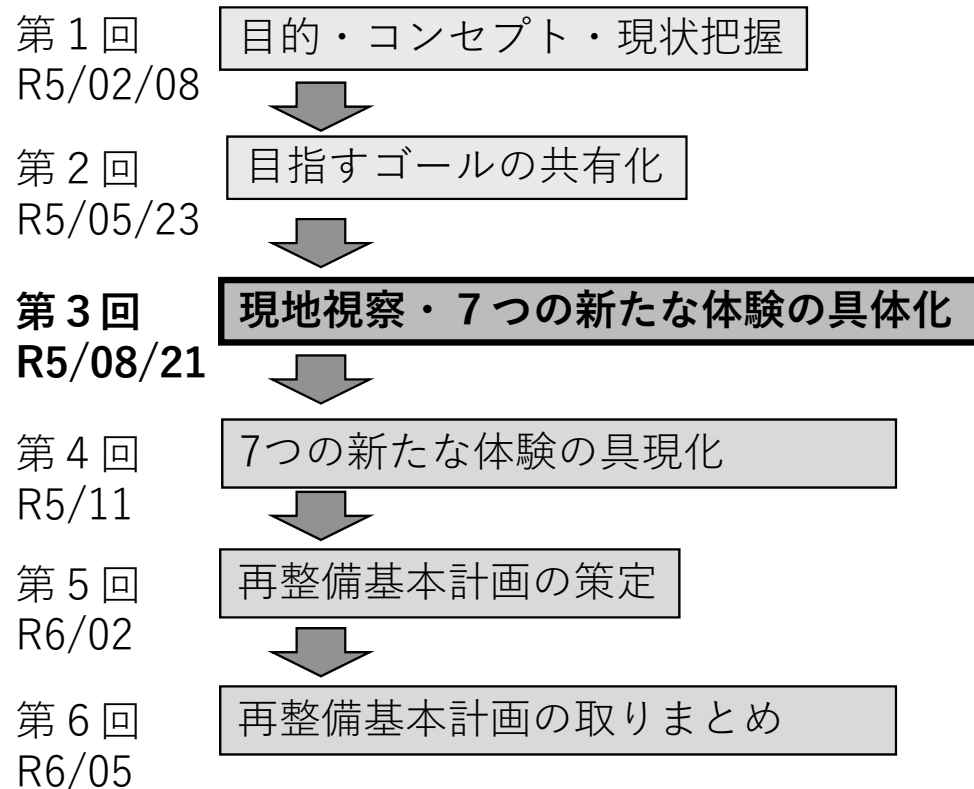 第１回
R5/02/08
目的・コンセプト・現状把握
第２回
R5/05/23
目指すゴールの共有化
第３回
R5/08/21
現地視察・７つの新たな体験の具体化
第４回
R5/11
7つの新たな体験の具現化
第５回
R6/02
再整備基本計画の策定
第６回
R6/05
再整備基本計画の取りまとめ